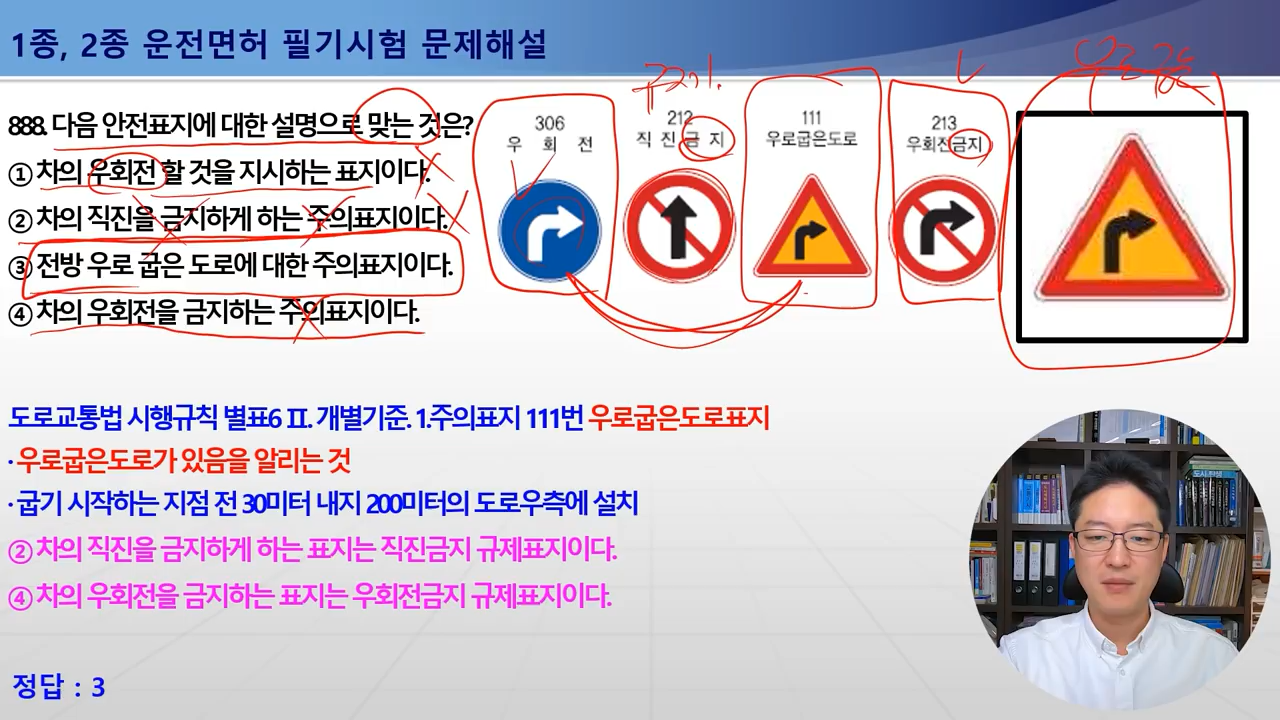 1종, 2종 운전면허 필기시험 문제해설
888. 다음 안전표지에 대한 설명으로 맞는 것은?
① 차의 우회전 할 것을 지시하는 표지이다.
② 차의 직진을 금지하게 하는 주의표지이다.
③ 전방 우로 굽은 도로에 대한 주의표지이다.
④ 차의 우회전을 금지하는 주의표지이다.
306
우 회 전
212
직 진 금 지
111
우로굽은도로
213
우회전금지
도로교통법 시행규칙 별표6 Ⅱ. 개별기준. 1.주의표지 111번 우로굽은도로표지
· 우로굽은도로가 있음을 알리는 것
· 굽기 시작하는 지점 전 30미터 내지 200미터의 도로우측에 설치
② 차의 직진을 금지하게 하는 표지는 직진금지 규제표지이다.
④ 차의 우회전을 금지하는 표지는 우회전금지 규제표지이다.
정답 : 3